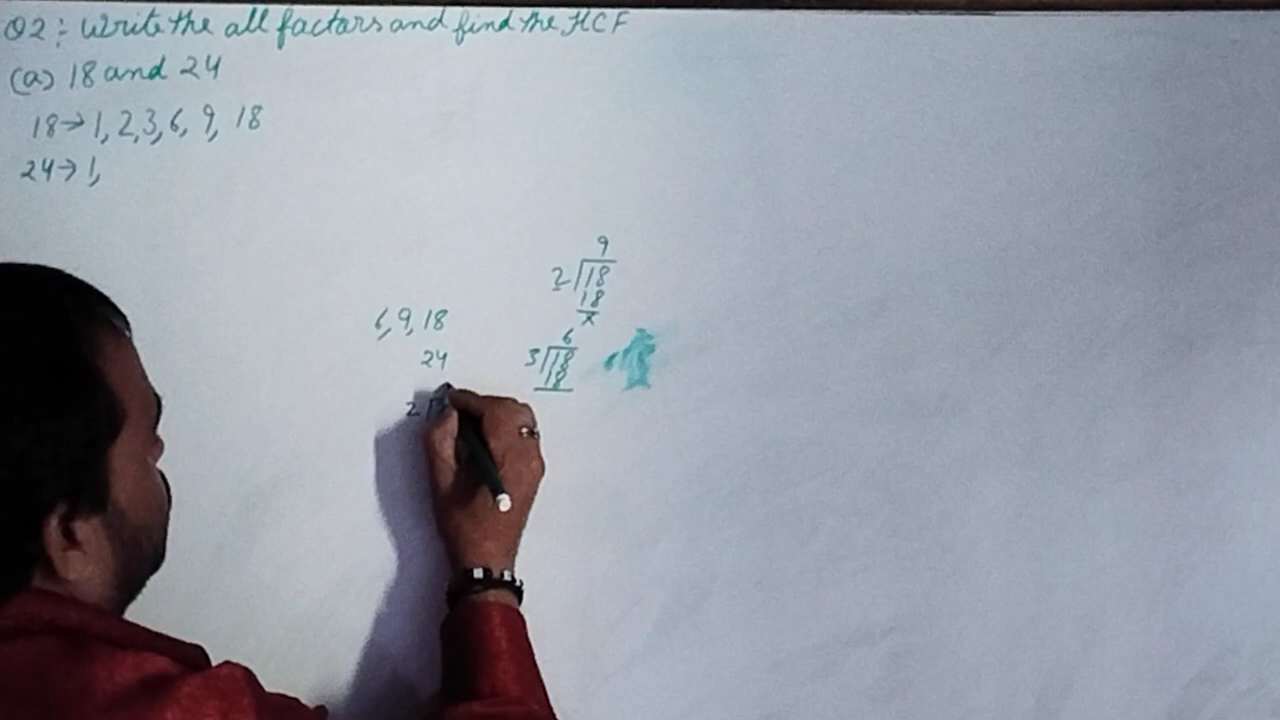 Q2:- Write the all factors and find the HCF
(a) 18 and 24
18→1, 2, 3, 6, 9, 18
24→1,
9
2)18
18
×
6, 9, 18
24
6
3)18
18
2